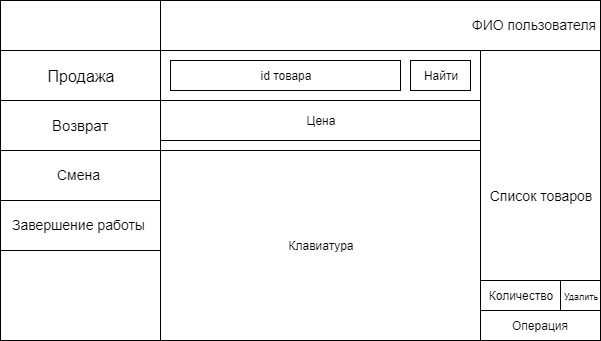 ФИО пользователя
Продажа
id товара
Найти
Возврат
Цена
Смена
Список товаров
Завершение работы
Клавиатура
Количество
Удалить
Операция